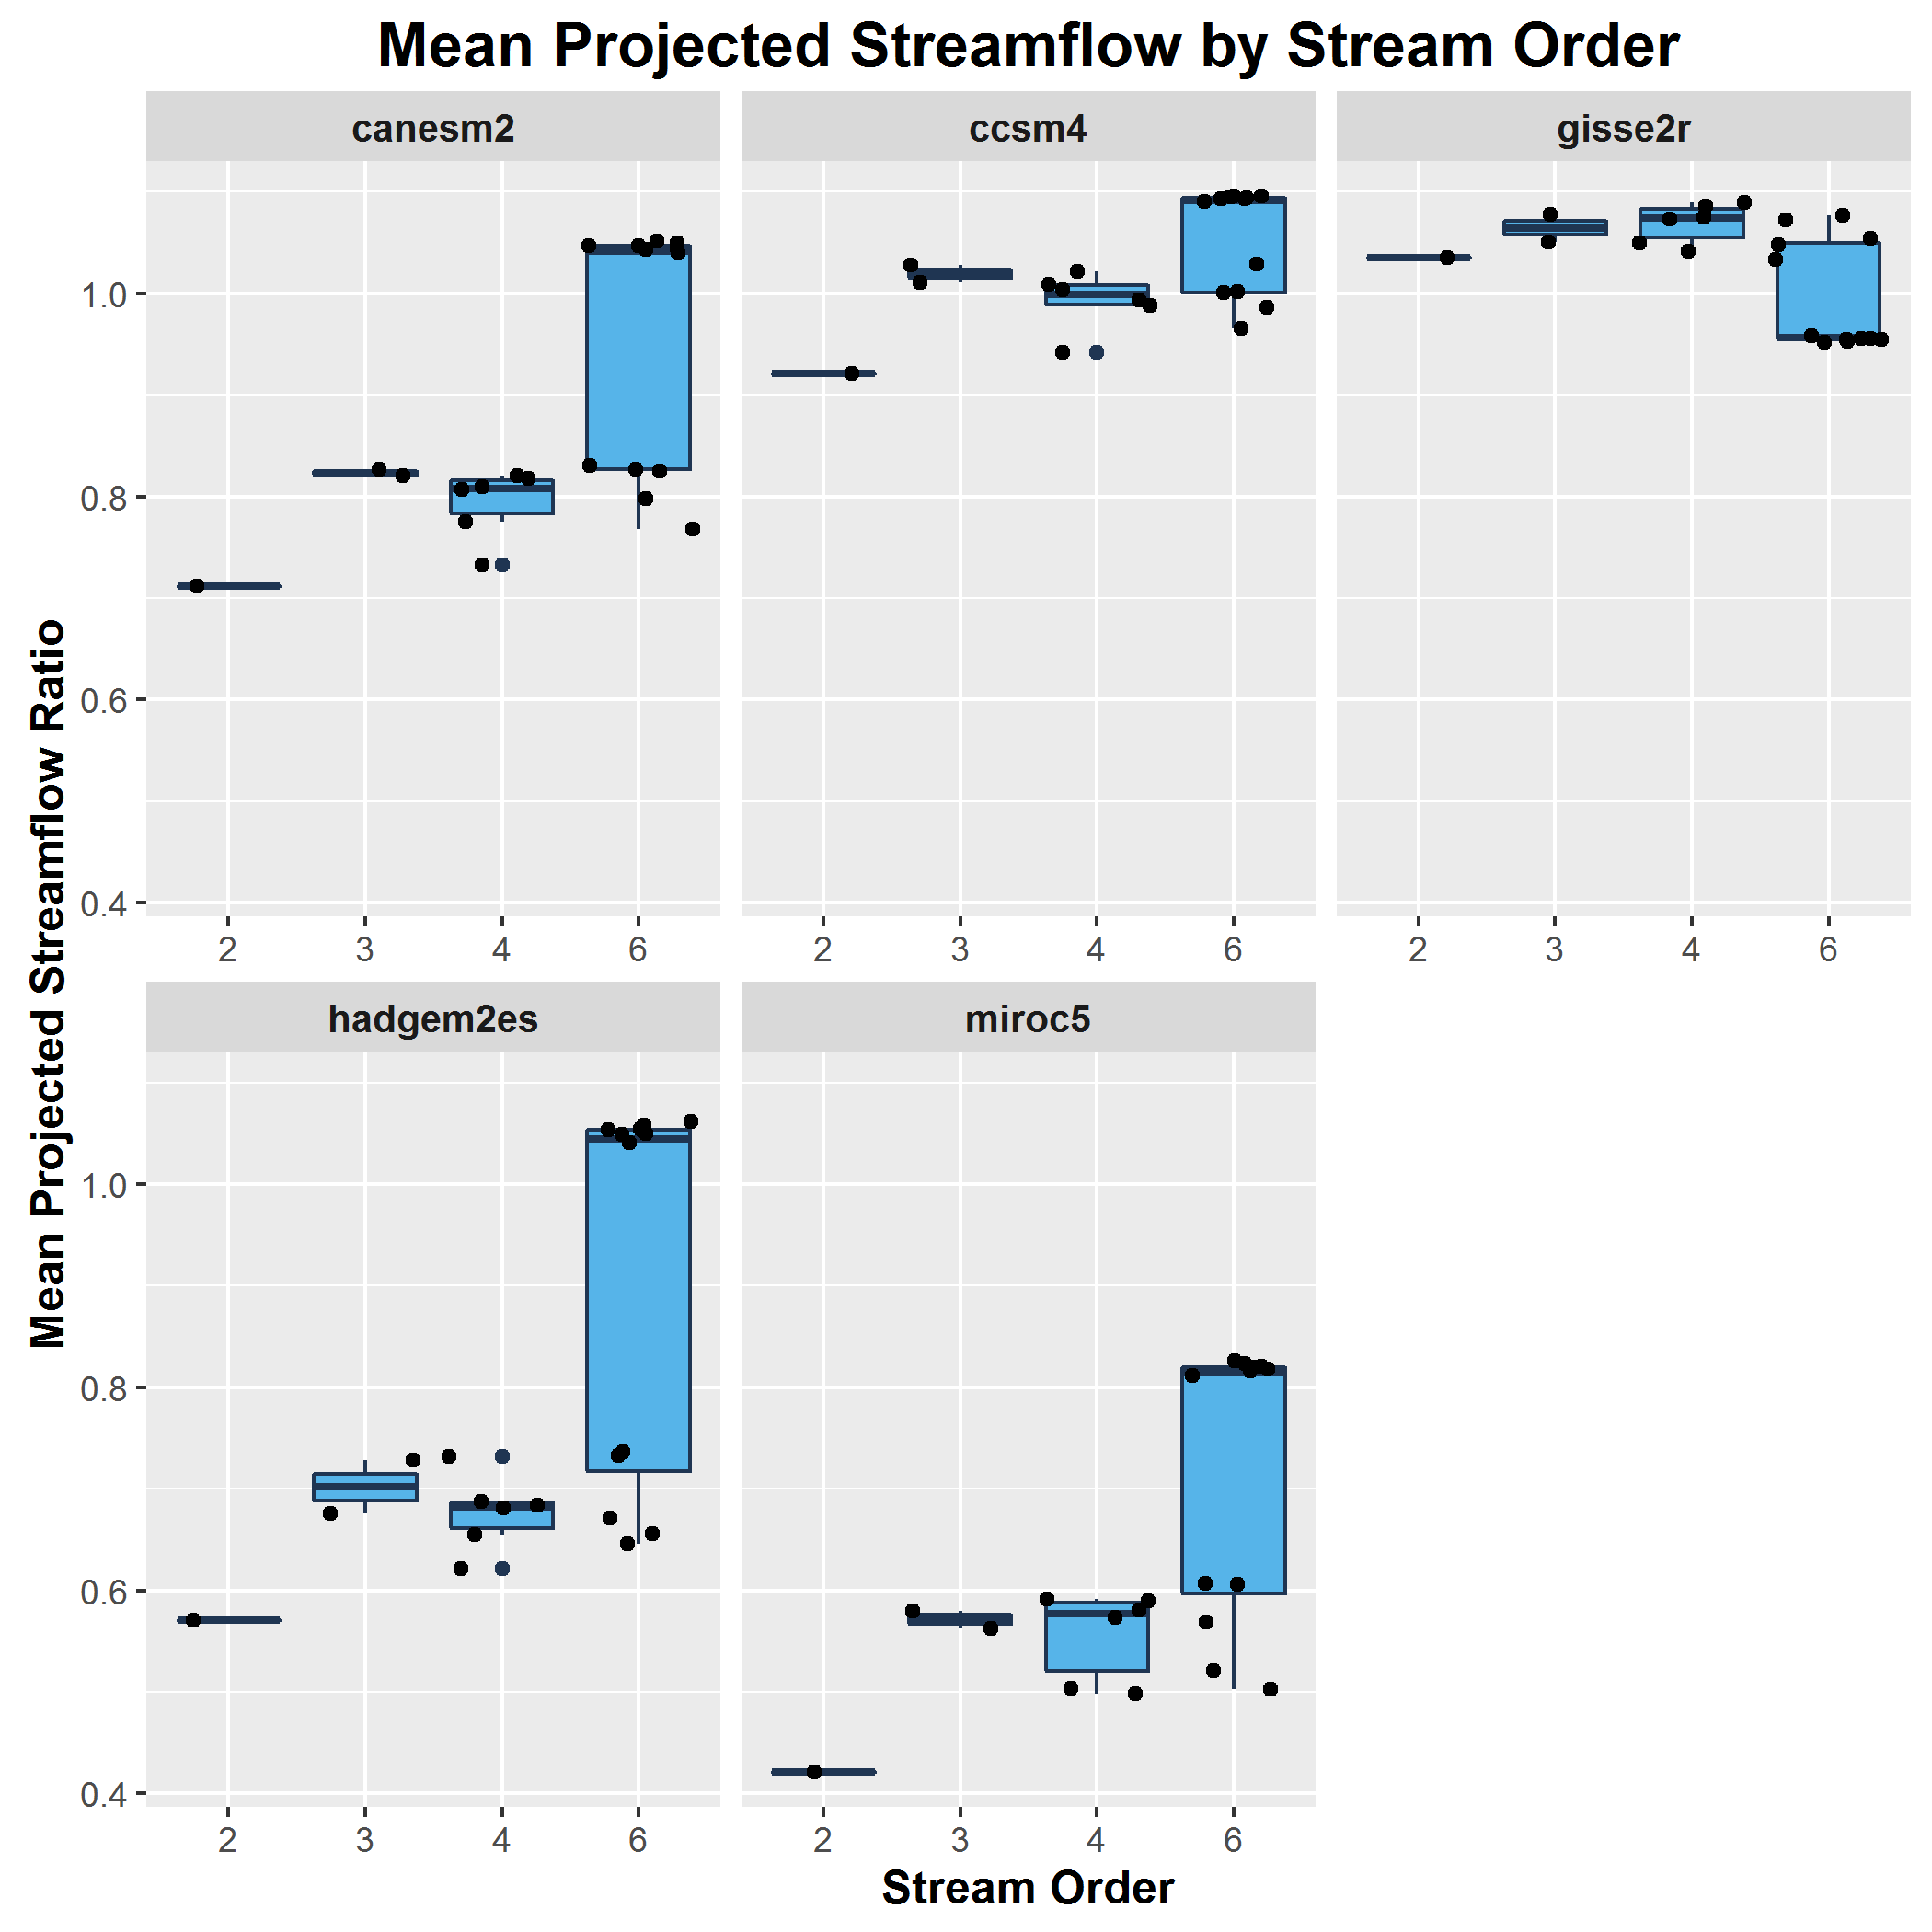 Mean Projected Streamflow by Stream Order
canesm2 ccsm4 gisse2r
Mean Projected Streamflow Ratio
1.0
0.8
0.6
0.4
2 3 4 6 2 3 4 6 2 3 4 6
hadgem2es miroc5
1.0
0.8
0.6
0.4
2 3 4 6 2 3 4 6
Stream Order